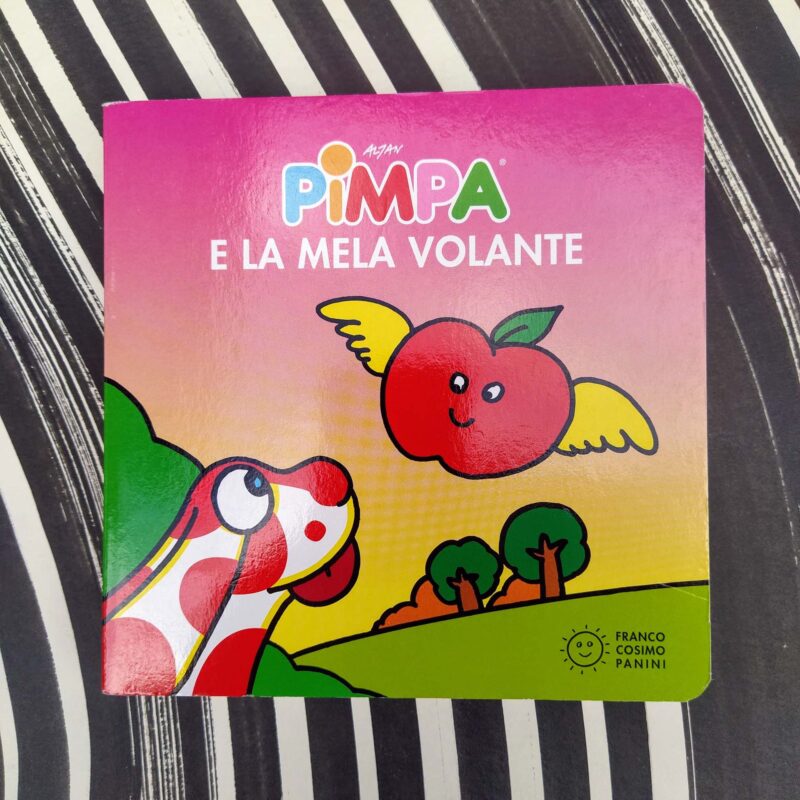 ALTAN
PiMPA®
E LA MELA VOLANTE
FRANCO
COSIMO
PANINI